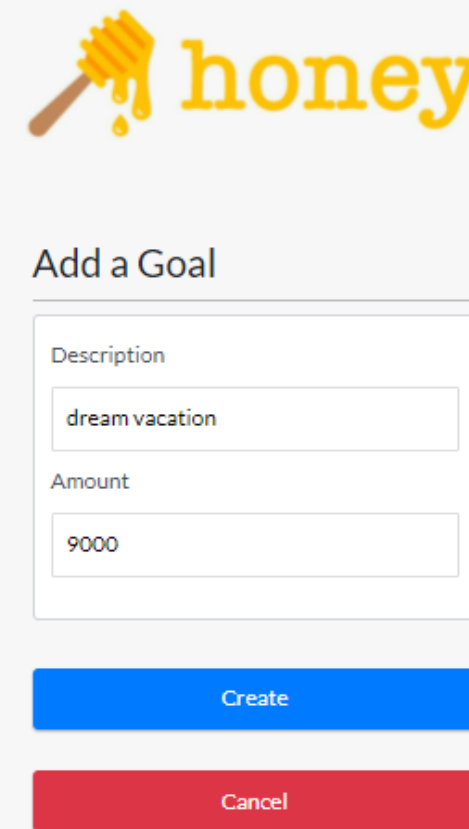 honey
Add a Goal
Description
dream vacation
Amount
9000
Create
Cancel